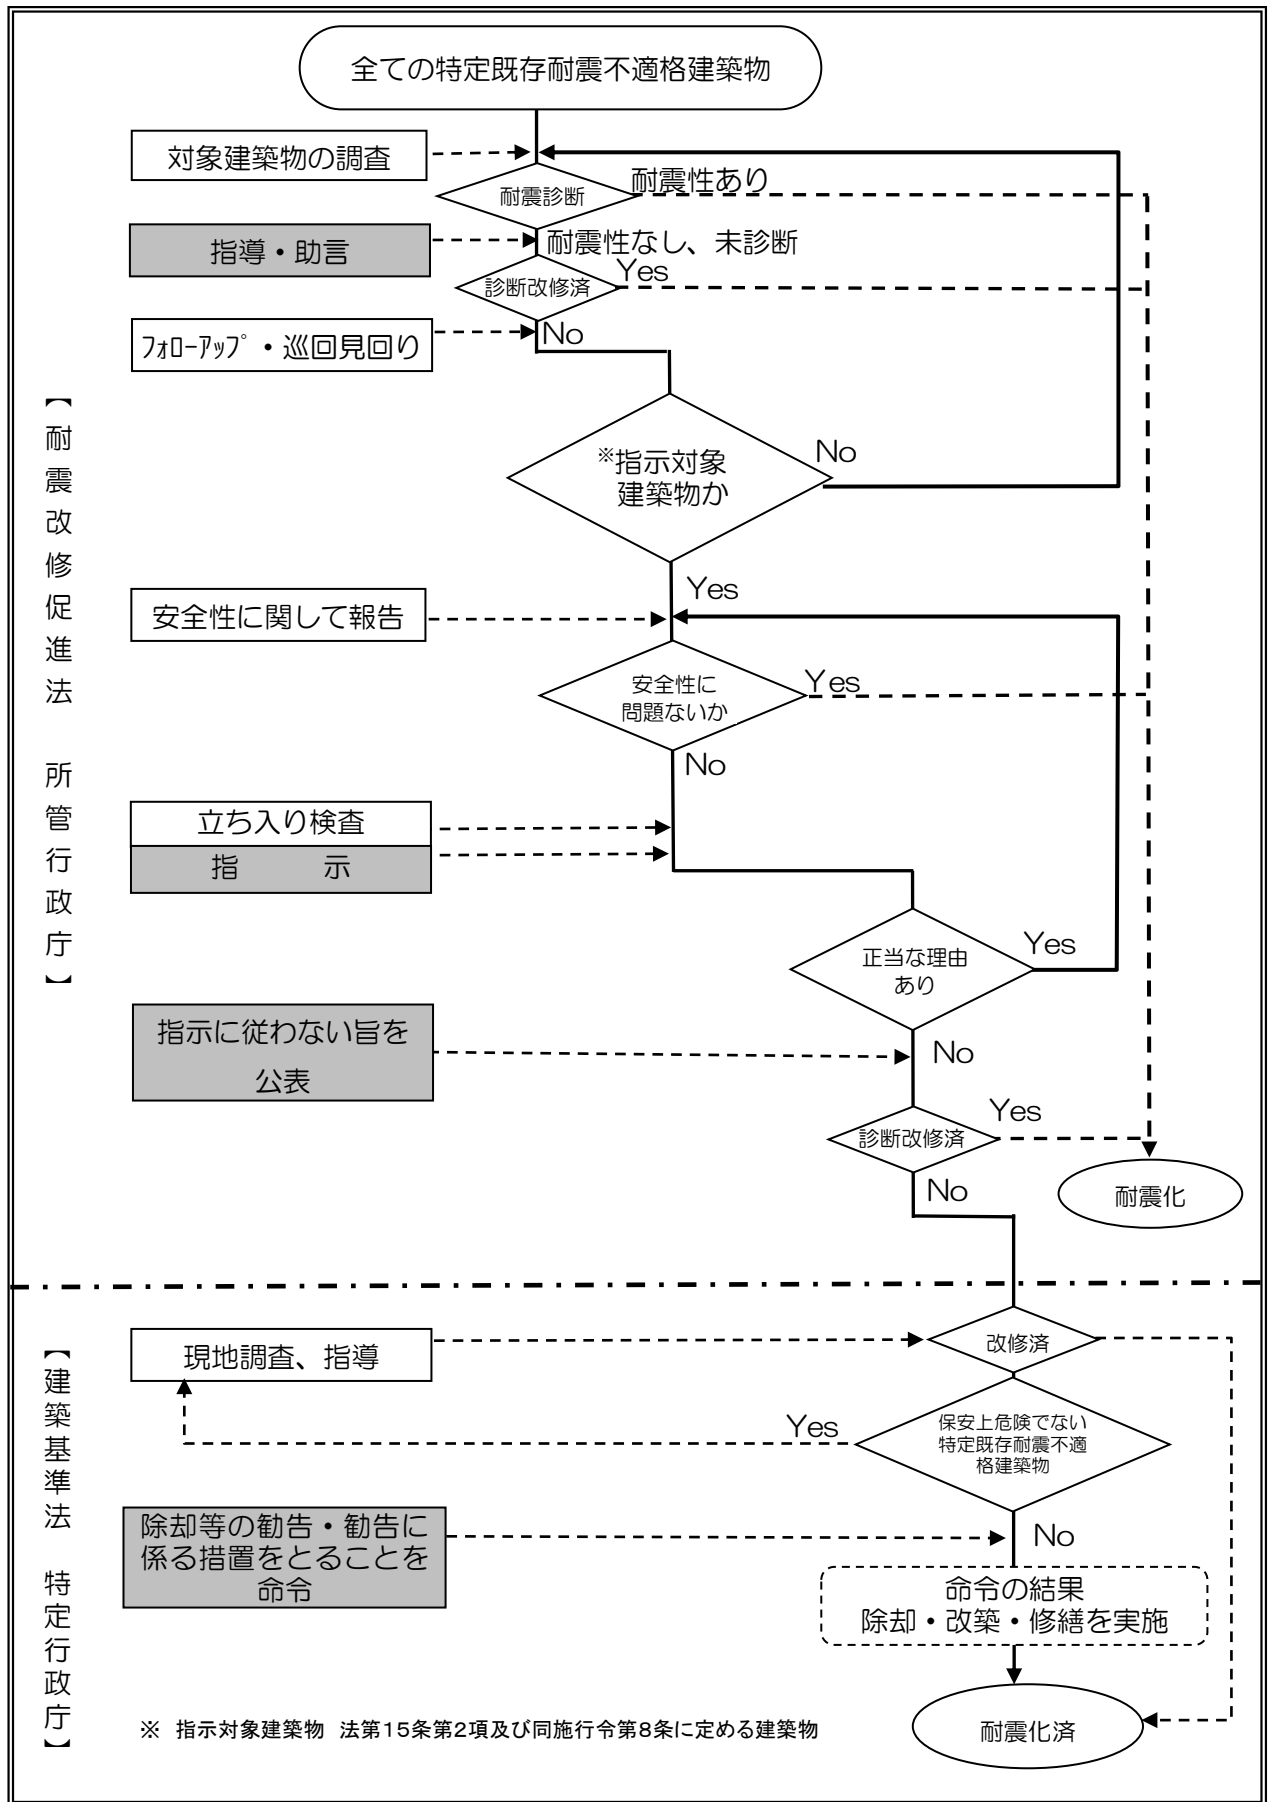 全ての特定既存耐震不適格建築物
対象建築物の調査
耐震診断
耐震性あり
指導・助言
耐震性なし、未診断
診断改修済
Yes
ﾌｫﾛｰｱｯﾌﾟ・巡回見回り
No
※指示対象
建築物か
No
Yes
安全性に関して報告
安全性に
問題ないか
Yes
No
立ち入り検査
指　　示
正当な理由
あり
Yes
指示に従わない旨を
公表
No
診断改修済
Yes
No
耐震化
【耐震改修促進法　所管行政庁】
現地調査、指導
改修済
保安上危険でない
特定既存耐震不適
格建築物
Yes
除却等の勧告・勧告に
係る措置をとることを
命令
No
命令の結果
除却・改築・修繕を実施
耐震化済
【建築基準法　特定行政庁】
※　指示対象建築物　法第15条第2項及び同施行令第8条に定める建築物